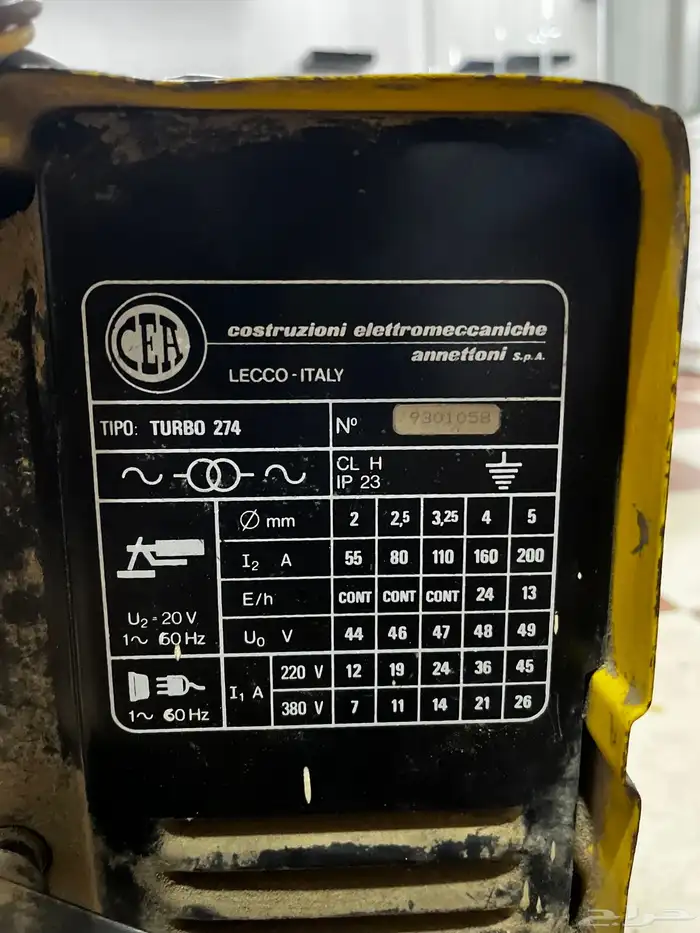 CEA
costruzioni elettromeccaniche
annettoni S.p.A.
LECCO - ITALY
TIPO: TURBO 274
Nº 9301058
CL H
IP 23
Ø mm 2 2,5 3,25 4 5
I2 A 55 80 110 160 200
E/h CONT CONT CONT 24 13
U2 = 20 V
1~ 60 Hz
U0 V 44 46 47 48 49
I1 A
220 V 12 19 24 36 45
380 V 7 11 14 21 26
1~ 60 Hz
حراج